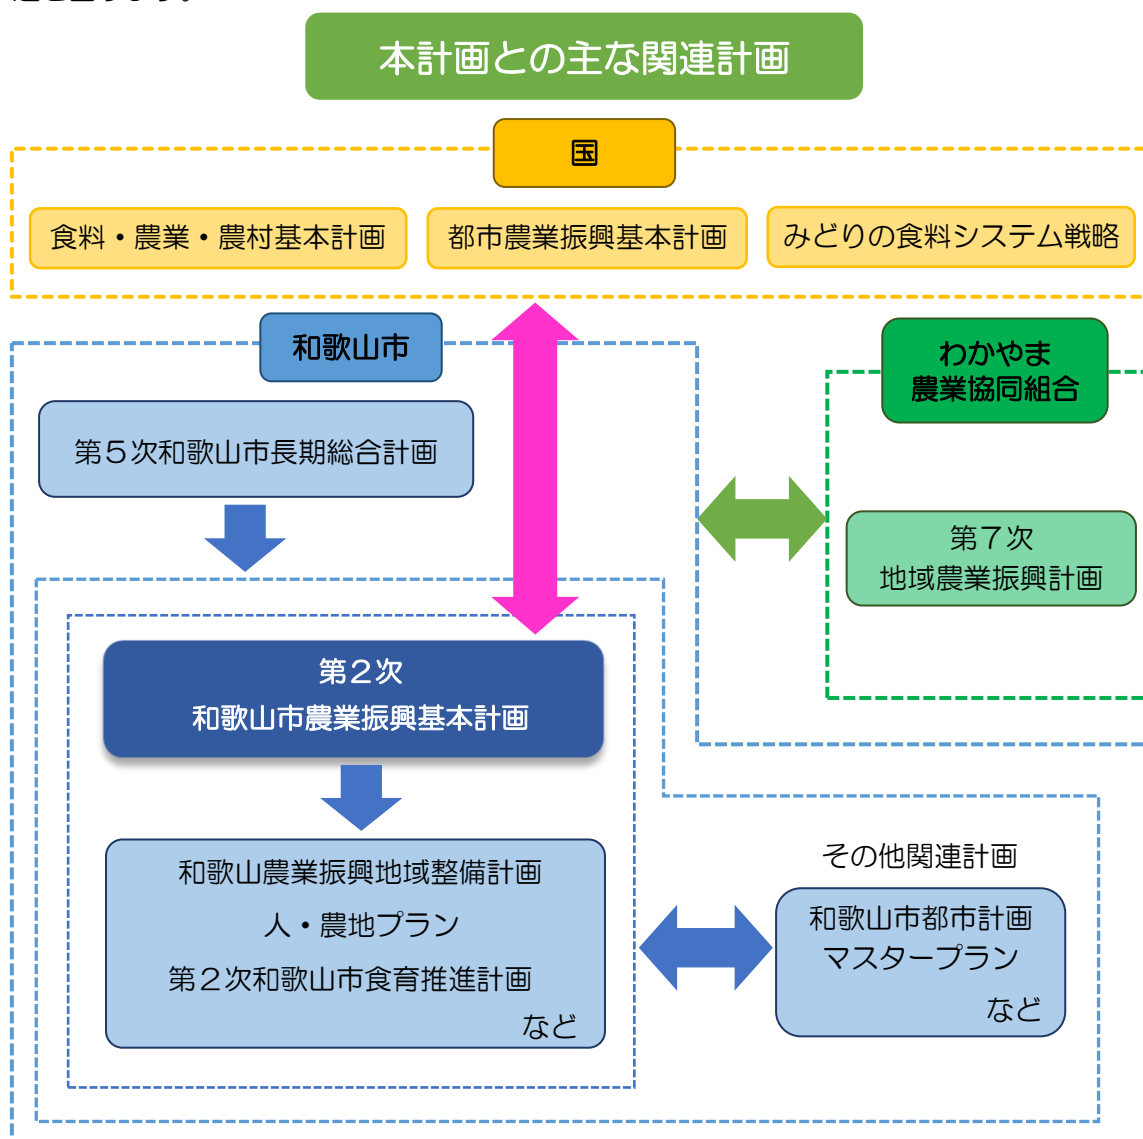 本計画との主な関連計画
国
食料・農業・農村基本計画
都市農業振興基本計画
みどりの食料システム戦略
和歌山市
わかやま
農業協同組合
第5次和歌山市長期総合計画
第7次
地域農業振興計画
第2次
和歌山市農業振興基本計画
和歌山農業振興地域整備計画
人・農地プラン
第2次和歌山市食育推進計画
など
その他関連計画
和歌山市都市計画
マスタープラン
など